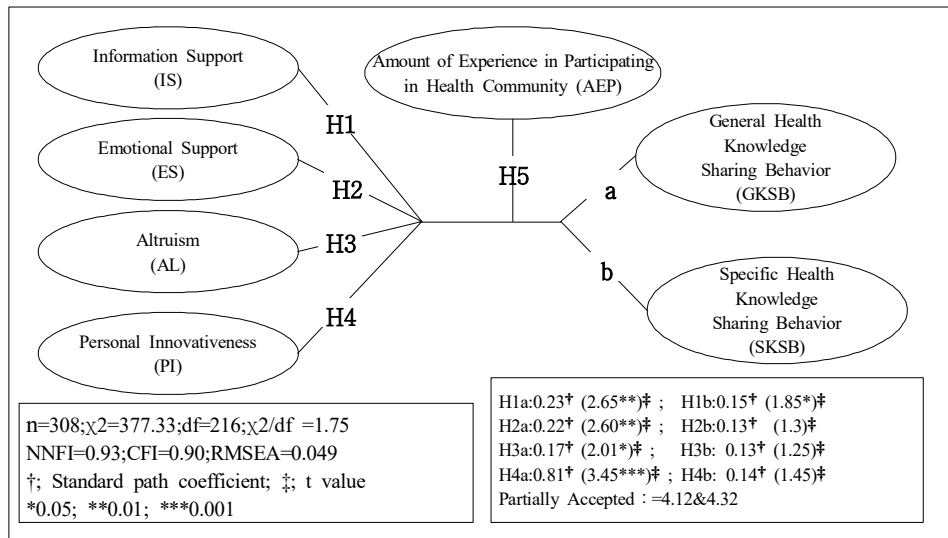 Information Support
(IS)
Amount of Experience in Participating
in Health Community (AEP)
H1
General Health
Knowledge
Sharing Behavior
(GKSB)
Emotional Support
(ES)
H2
H5
a
Altruism
(AL)
H3
b
Specific Health
Knowledge
Sharing Behavior
(SKSB)
H4
Personal Innovativeness
(PI)
n=308;χ2=377.33;df=216;χ2/df =1.75
NNFI=0.93;CFI=0.90;RMSEA=0.049
†; Standard path coefficient; ‡; t value
*0.05; **0.01; ***0.001
H1a:0.23† (2.65**)‡ ; H1b:0.15† (1.85*)‡
H2a:0.22† (2.60**)‡ ; H2b:0.13† (1.3)‡
H3a:0.17† (2.01*)‡ ; H3b: 0.13† (1.25)‡
H4a:0.81† (3.45***)‡ ; H4b: 0.14† (1.45)‡
Partially Accepted：=4.12&4.32